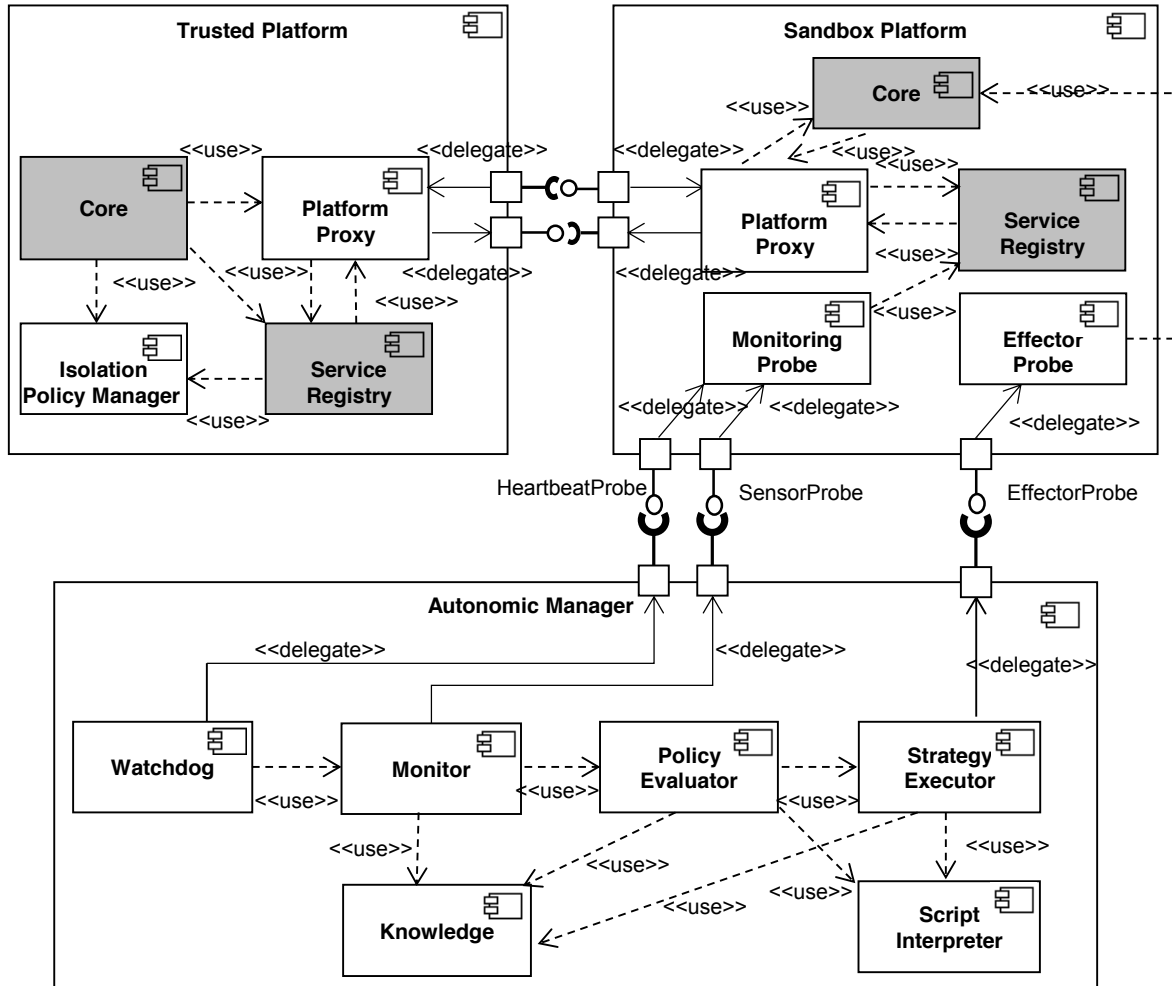 Trusted Platform
Sandbox Platform
Core
<<use>>
<<use>>
<<use>>
<<delegate>>
<<delegate>>
<<use>>
<<use>>
Core
Platform
Proxy
Platform
Proxy
Service
Registry
<<use>>
<<use>>
<<delegate>>
<<delegate>>
<<use>>
<<use>>
<<use>>
Isolation
Policy Manager
Service
Registry
Monitoring
Probe
Effector
Probe
<<use>>
<<delegate>>
<<delegate>>
<<delegate>>
HeartbeatProbe
SensorProbe
EffectorProbe
Autonomic Manager
<<delegate>>
<<delegate>>
<<delegate>>
Watchdog
Monitor
Policy
Evaluator
Strategy
Executor
<<use>>
<<use>>
<<use>>
<<use>>
<<use>>
<<use>>
<<use>>
<<use>>
Knowledge
Script
Interpreter